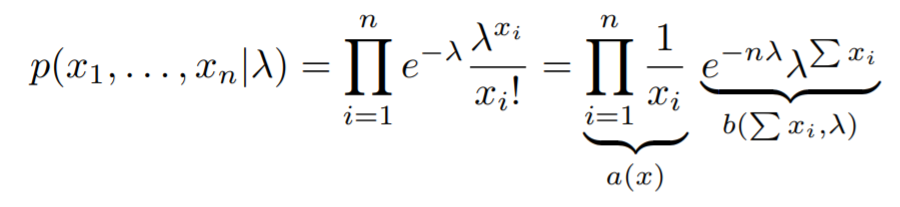 p(x₁, …, xₙ|λ) = ∏ⁿᵢ₌₁ e^{−λ} λ^{xᵢ}/xᵢ! = ∏ⁿᵢ₌₁ 1/xᵢ e^{−nλ}λ^{∑ xᵢ}
a(x) b(∑ xᵢ,λ)